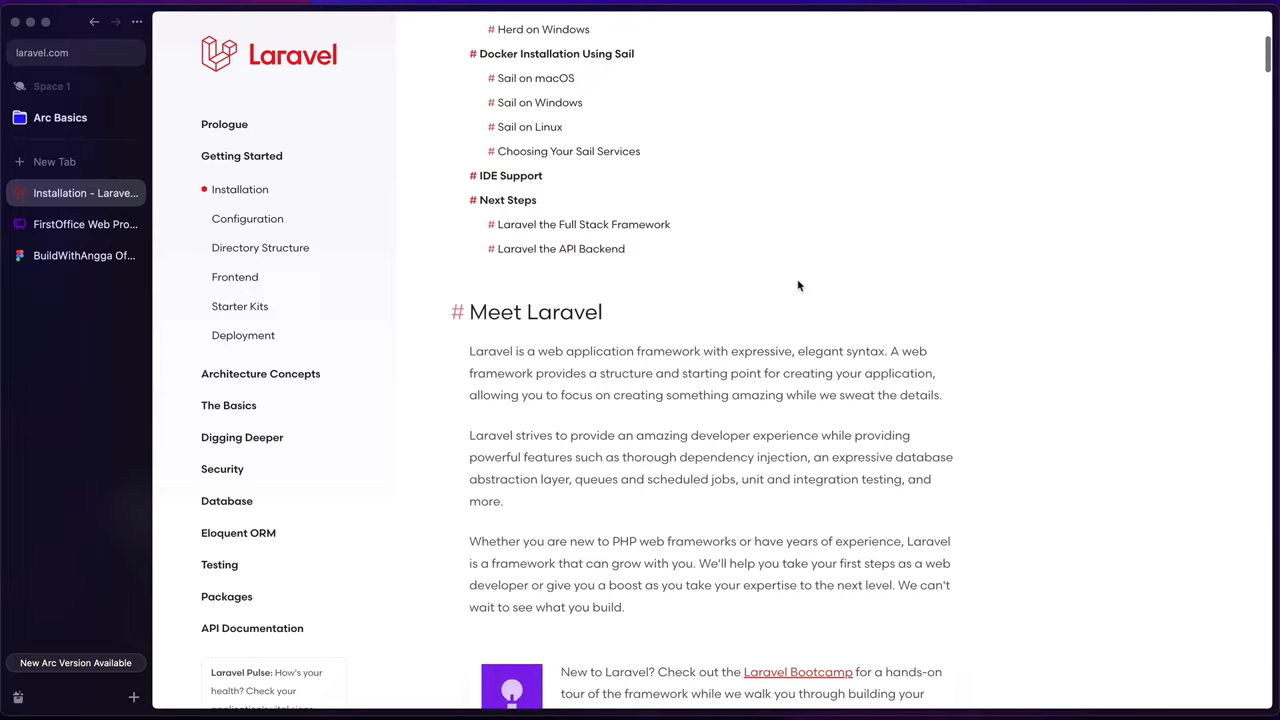 laravel.com
Space 1
Arc Basics
New Tab
Installation - Larave...
FirstOffice Web Pro...
BuildWithAngga Of...
New Arc Version Available
Laravel
Prologue
Getting Started
Installation
Configuration
Directory Structure
Frontend
Starter Kits
Deployment
Architecture Concepts
The Basics
Digging Deeper
Security
Database
Eloquent ORM
Testing
Packages
API Documentation
Laravel Pulse: How's your
health? Check your
application's vital signs
# Herd on Windows
# Docker Installation Using Sail
# Sail on macOS
# Sail on Windows
# Sail on Linux
# Choosing Your Sail Services
# IDE Support
# Next Steps
# Laravel the Full Stack Framework
# Laravel the API Backend
# Meet Laravel
Laravel is a web application framework with expressive, elegant syntax. A web
framework provides a structure and starting point for creating your application,
allowing you to focus on creating something amazing while we sweat the details.
Laravel strives to provide an amazing developer experience while providing
powerful features such as thorough dependency injection, an expressive database
abstraction layer, queues and scheduled jobs, unit and integration testing, and
more.
Whether you are new to PHP web frameworks or have years of experience, Laravel
is a framework that can grow with you. We'll help you take your first steps as a web
developer or give you a boost as you take your expertise to the next level. We can't
wait to see what you build.
New to Laravel? Check out the Laravel Bootcamp for a hands-on
tour of the framework while we walk you through building your